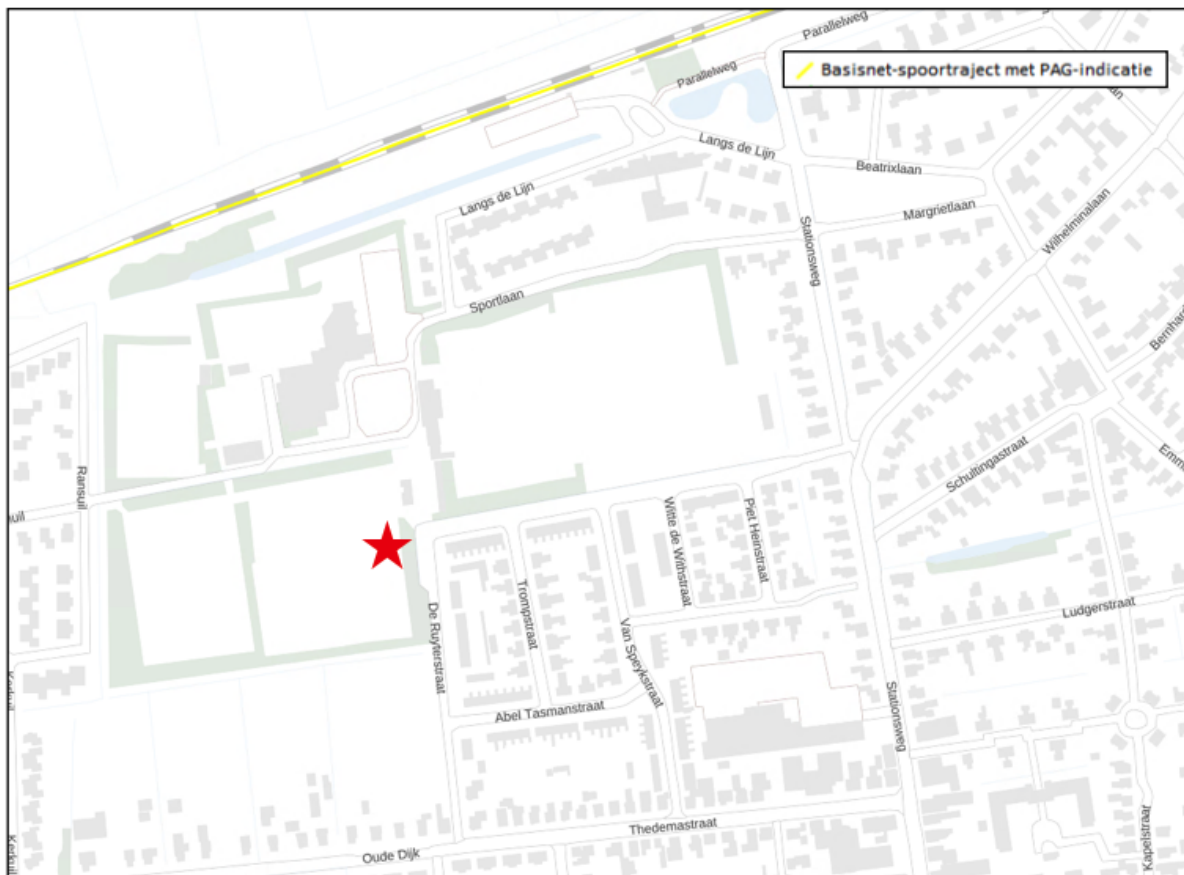 Parallelweg
Basisnet-spoortraject met PAG-indicatie
Parallelweg
Langs de Lijn
Beatrixlaan
Langs de Lijn
Margrietlaan
Wilhelminalaan
Stationsweg
Sportlaan
Schultingastraat
Ransuil
Witte de Withstraat
Piet Heinstraat
Trompstraat
De Ruyterstraat
Van Speykstraat
Ludgerstraat
Abel Tasmanstraat
Stationsweg
Thedemastraat
Oude Dijk
Kerkuil